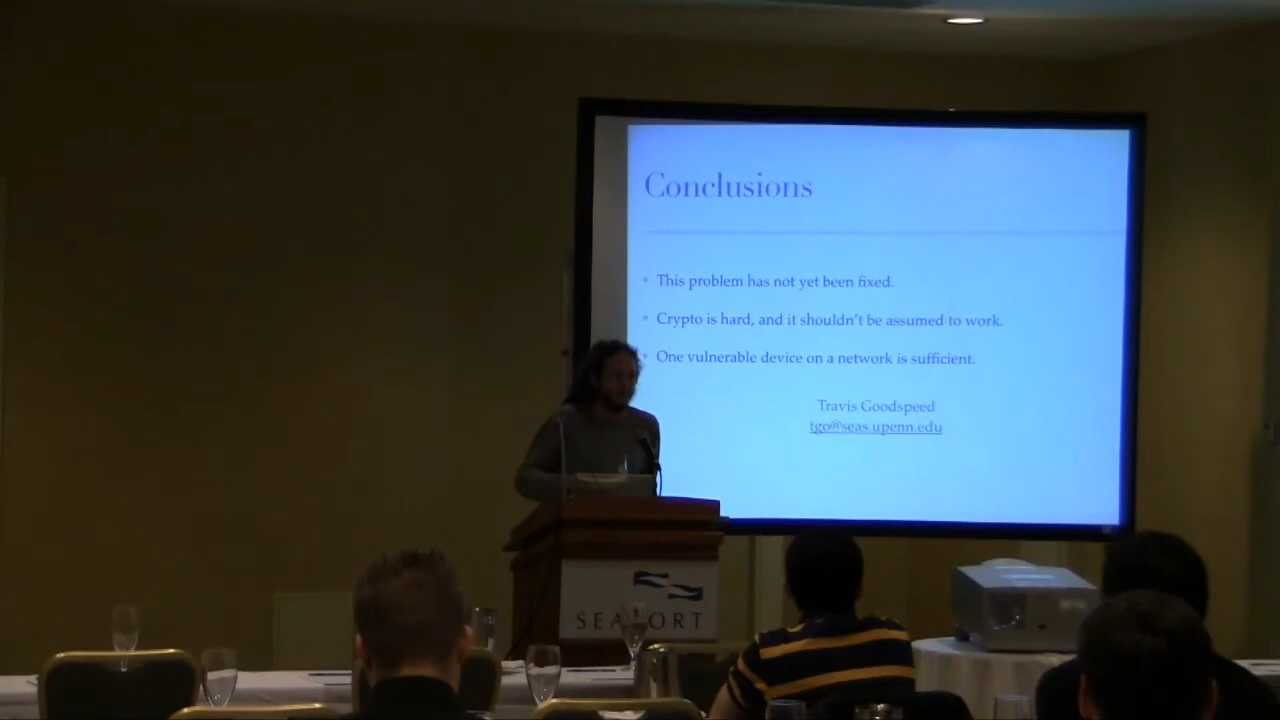 Conclusions
This problem has not yet been fixed.
Crypto is hard, and it shouldn't be assumed to work.
One vulnerable device on a network is sufficient.
Travis Goodspeed
tgo@seas.upenn.edu
SEAPORT